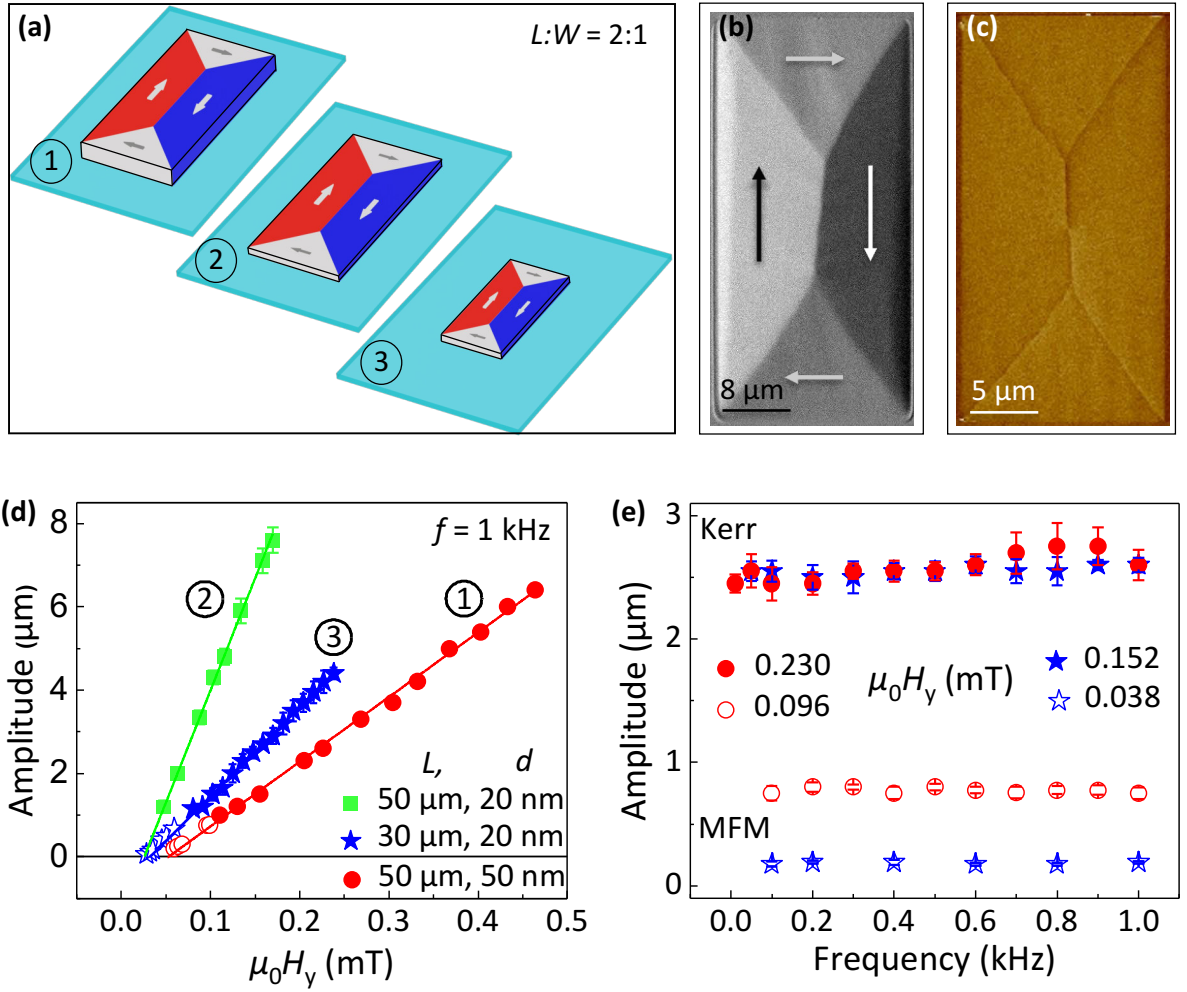 (a)
L:W = 2:1
1
2
3
(b)
8 μm
(c)
5 μm
(d)
f = 1 kHz
8
6
4
2
0
Amplitude (μm)
2
3
1
L, d
50 μm, 20 nm
30 μm, 20 nm
50 μm, 50 nm
0.0 0.1 0.2 0.3 0.4 0.5
μ₀Hᵧ (mT)
(e)
3
2
1
0
Amplitude (μm)
Kerr
0.230
0.096
μ₀Hᵧ (mT)
0.152
0.038
MFM
0.0 0.2 0.4 0.6 0.8 1.0
Frequency (kHz)